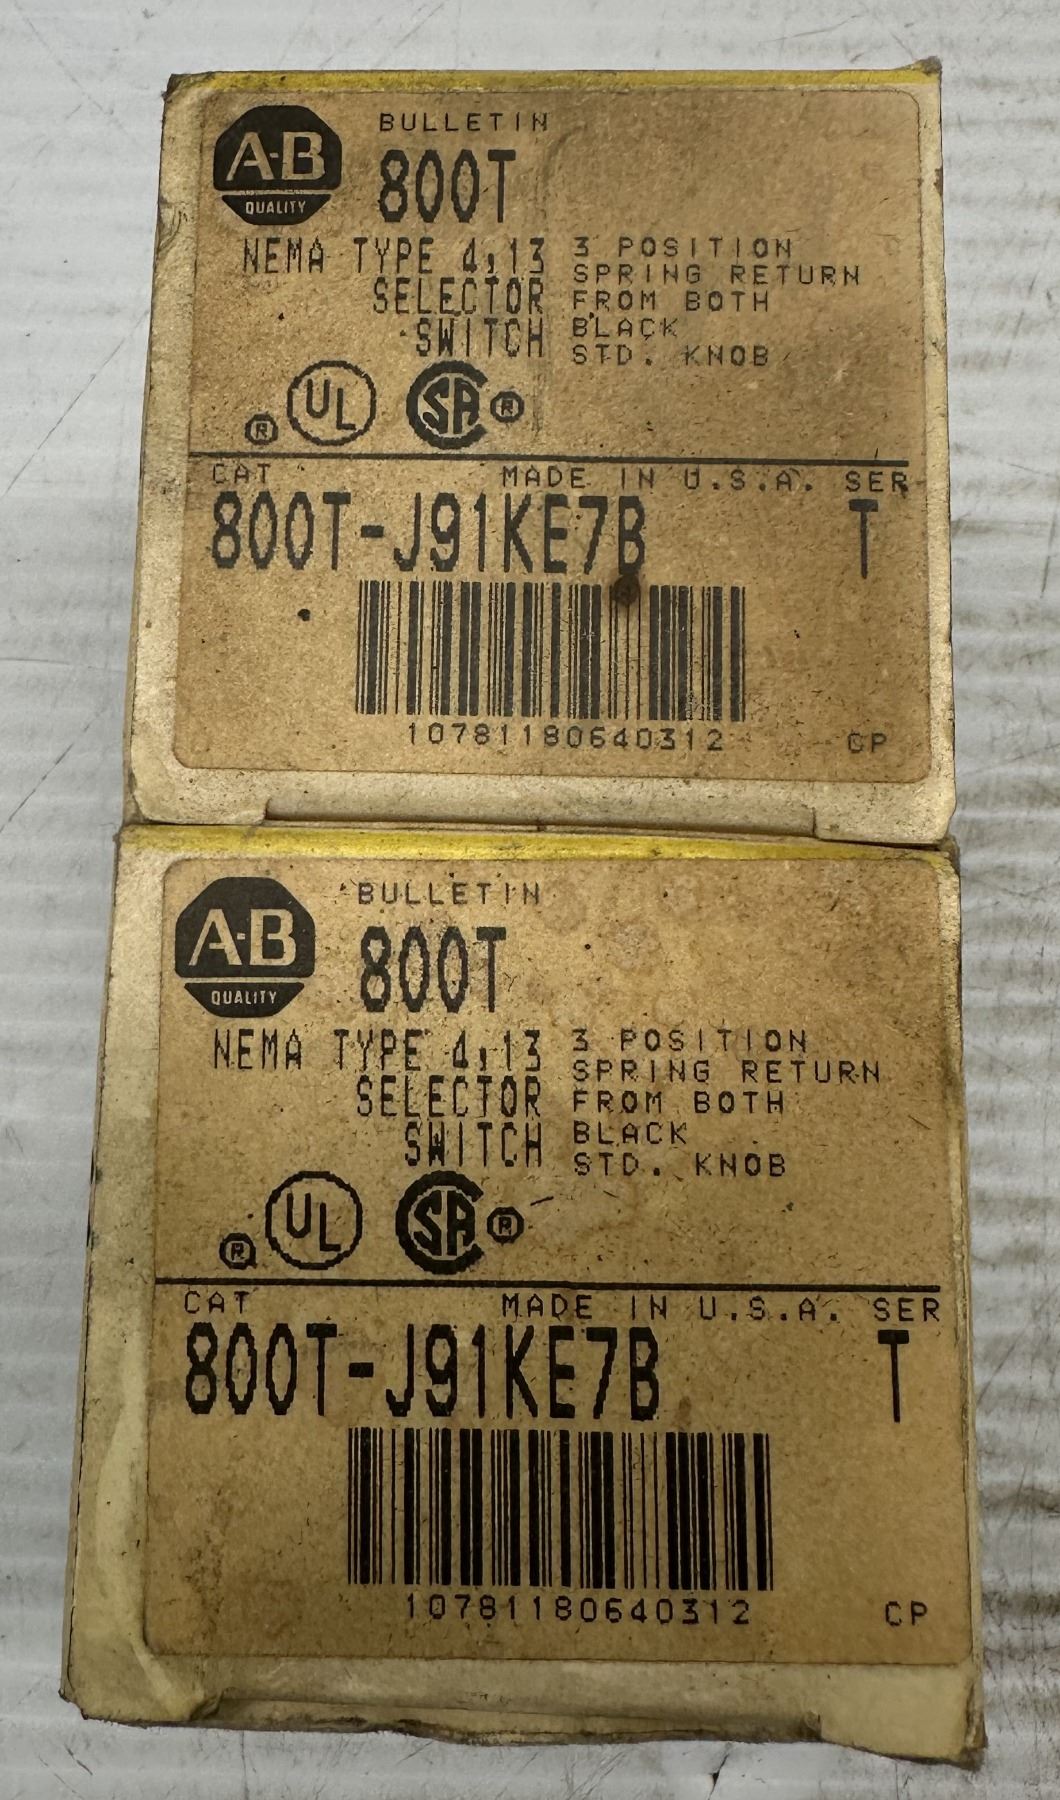 A-B
QUALITY
BULLETIN
800T
NEMA TYPE 4,13
SELECTOR
SWITCH
3 POSITION
SPRING RETURN
FROM BOTH
BLACK
STD. KNOB
® UL SA ®
CAT MADE IN U.S.A. SER
800T-J91KE7B T
10781180640312 CP
A-B
QUALITY
BULLETIN
800T
NEMA TYPE 4,13
SELECTOR
SWITCH
3 POSITION
SPRING RETURN
FROM BOTH
BLACK
STD. KNOB
® UL SA ®
CAT MADE IN U.S.A. SER
800T-J91KE7B T
10781180640312 CP